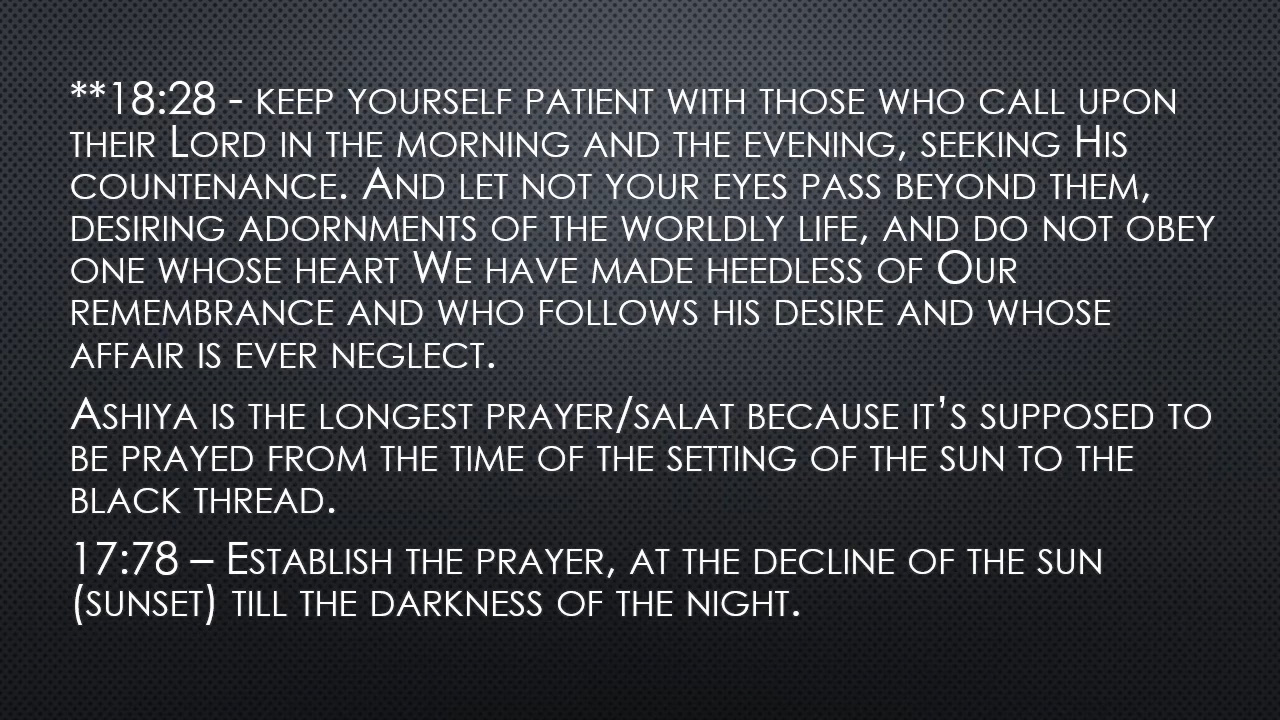 **18:28 - keep yourself patient with those who call upon
their Lord in the morning and the evening, seeking His
countenance. And let not your eyes pass beyond them,
desiring adornments of the worldly life, and do not obey
one whose heart We have made heedless of Our
remembrance and who follows his desire and whose
affair is ever neglect.
Ashiya is the longest prayer/salat because it’s supposed to
be prayed from the time of the setting of the sun to the
black thread.
17:78 – Establish the prayer, at the decline of the sun
(sunset) till the darkness of the night.